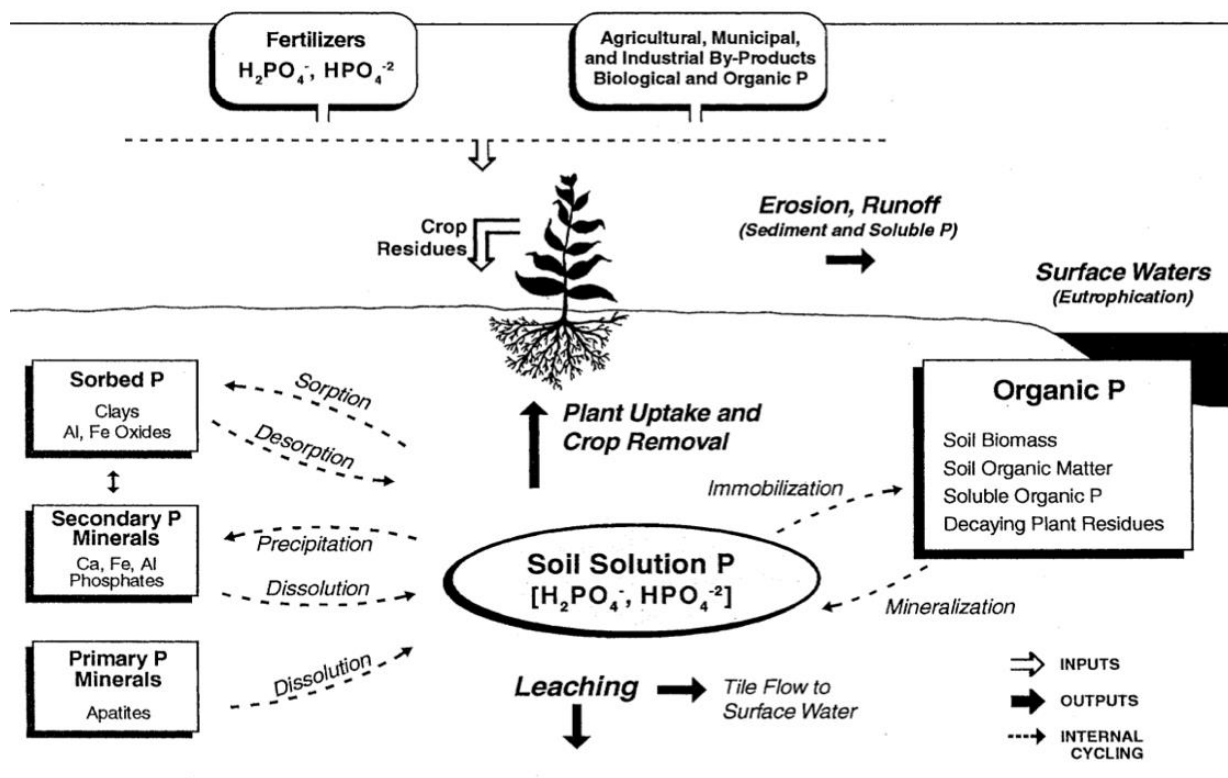 Fertilizers
H₂PO₄⁻, HPO₄⁻²
Agricultural, Municipal,
and Industrial By-Products
Biological and Organic P
Crop
Residues
Erosion, Runoff
(Sediment and Soluble P)
Surface Waters
(Eutrophication)
Sorbed P
Clays
Al, Fe Oxides
Sorption
Desorption
Plant Uptake and
Crop Removal
Organic P
Soil Biomass
Soil Organic Matter
Soluble Organic P
Decaying Plant Residues
Immobilization
Secondary P
Minerals
Ca, Fe, Al
Phosphates
Precipitation
Dissolution
Soil Solution P
[H₂PO₄⁻, HPO₄⁻²]
Mineralization
Primary P
Minerals
Apatites
Dissolution
Leaching
Tile Flow to
Surface Water
INPUTS
OUTPUTS
INTERNAL
CYCLING